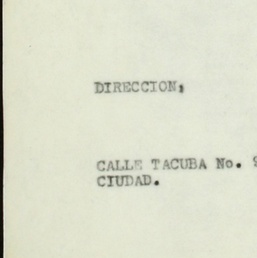 DIRECCION,
CALLE TACUBA No.
CIUDAD.